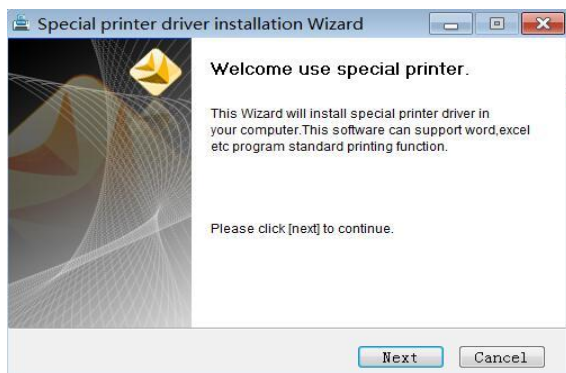 Special printer driver installation Wizard
Welcome use special printer.
This Wizard will install special printer driver in
your computer.This software can support word,excel
etc program standard printing function.
Please click [next] to continue.
Next
Cancel